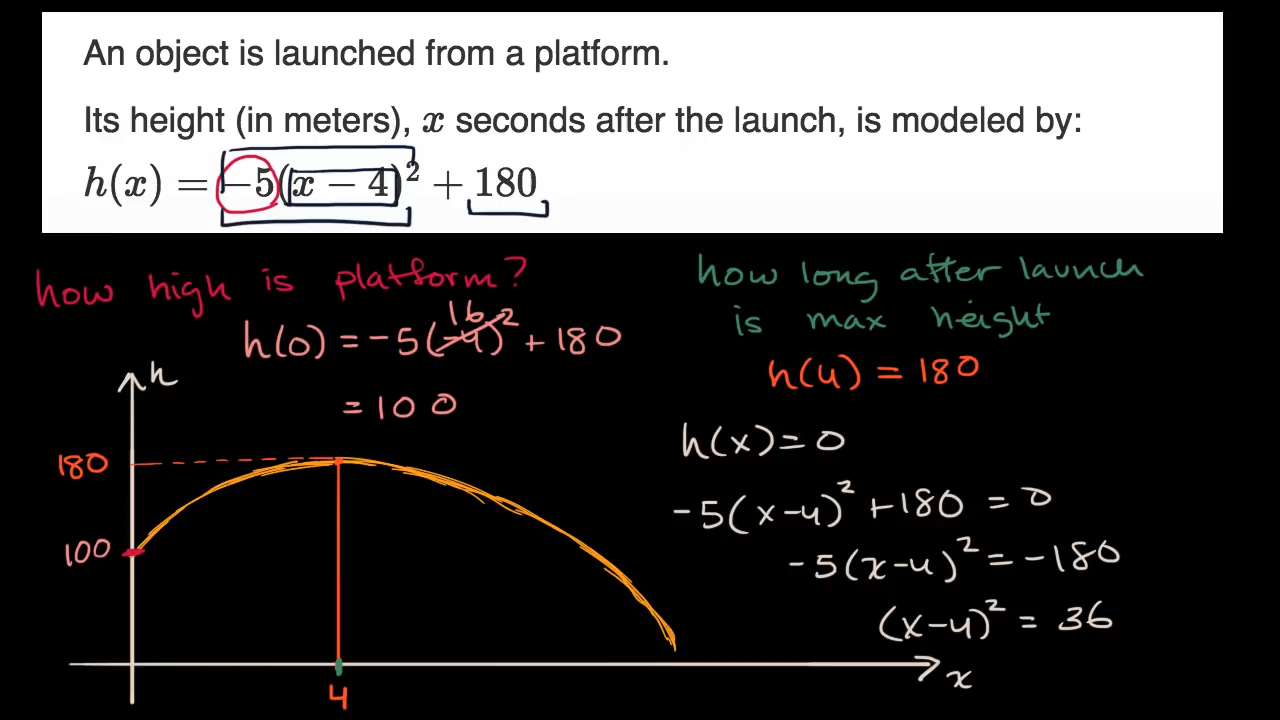 An object is launched from a platform.
Its height (in meters), x seconds after the launch, is modeled by:
h(x) = −5(x − 4)² + 180
how high is platform?
h(0) = -5(-4)² + 180
16
= 100
how long after launch
is max height
h(4) = 180
h(x) = 0
-5(x-4)² + 180 = 0
-5(x-4)² = -180
(x-4)² = 36
h
180
100
4
x